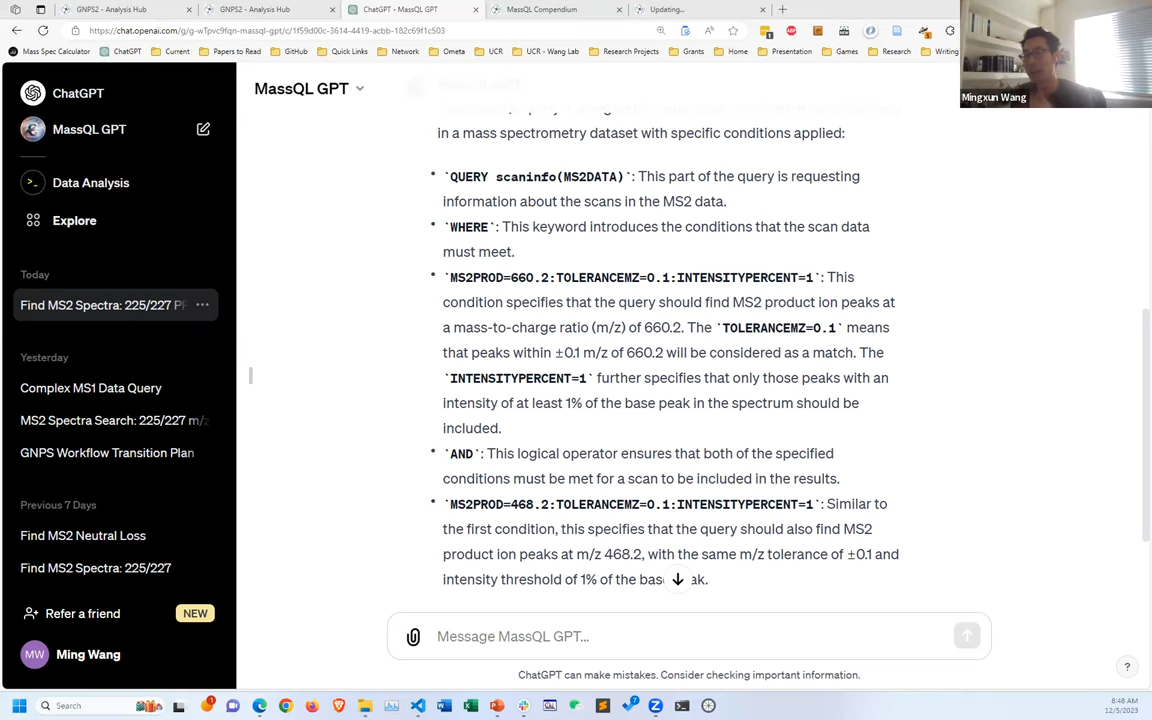 GNPS2 - Analysis Hub
GNPS2 - Analysis Hub
ChatGPT - MassQL GPT
MassQL Compendium
Updating...
https://chat.openai.com/g/g-wTpvc9fqn-massql-gpt/c/1f59d00c-3614-4419-acbb-182c69f1c503
Mass Spec Calculator
ChatGPT
Current
Papers to Read
GitHub
Quick Links
Network
Ometa
UCR
UCR - Wang Lab
Research Projects
Grants
Home
Presentation
Games
Research
Writing
Mingxun Wang
ChatGPT
MassQL GPT
Data Analysis
Explore
Today
Find MS2 Spectra: 225/227
Yesterday
Complex MS1 Data Query
MS2 Spectra Search: 225/227 m/z
GNPS Workflow Transition Plan
Previous 7 Days
Find MS2 Neutral Loss
Find MS2 Spectra: 225/227
Refer a friend
NEW
MW
Ming Wang
MassQL GPT
in a mass spectrometry dataset with specific conditions applied:
• `QUERY scaninfo(MS2DATA)`: This part of the query is requesting
information about the scans in the MS2 data.
• `WHERE`: This keyword introduces the conditions that the scan data
must meet.
• `MS2PROD=660.2:TOLERANCEMZ=0.1:INTENSITYPERCENT=1`: This
condition specifies that the query should find MS2 product ion peaks at
a mass-to-charge ratio (m/z) of 660.2. The `TOLERANCEMZ=0.1` means
that peaks within ±0.1 m/z of 660.2 will be considered as a match. The
`INTENSITYPERCENT=1` further specifies that only those peaks with an
intensity of at least 1% of the base peak in the spectrum should be
included.
• `AND`: This logical operator ensures that both of the specified
conditions must be met for a scan to be included in the results.
• `MS2PROD=468.2:TOLERANCEMZ=0.1:INTENSITYPERCENT=1`: Similar to
the first condition, this specifies that the query should also find MS2
product ion peaks at m/z 468.2, with the same m/z tolerance of ±0.1 and
intensity threshold of 1% of the base
Message MassQL GPT...
ChatGPT can make mistakes. Consider checking important information.
?
Search
8:48 AM
12/5/2023